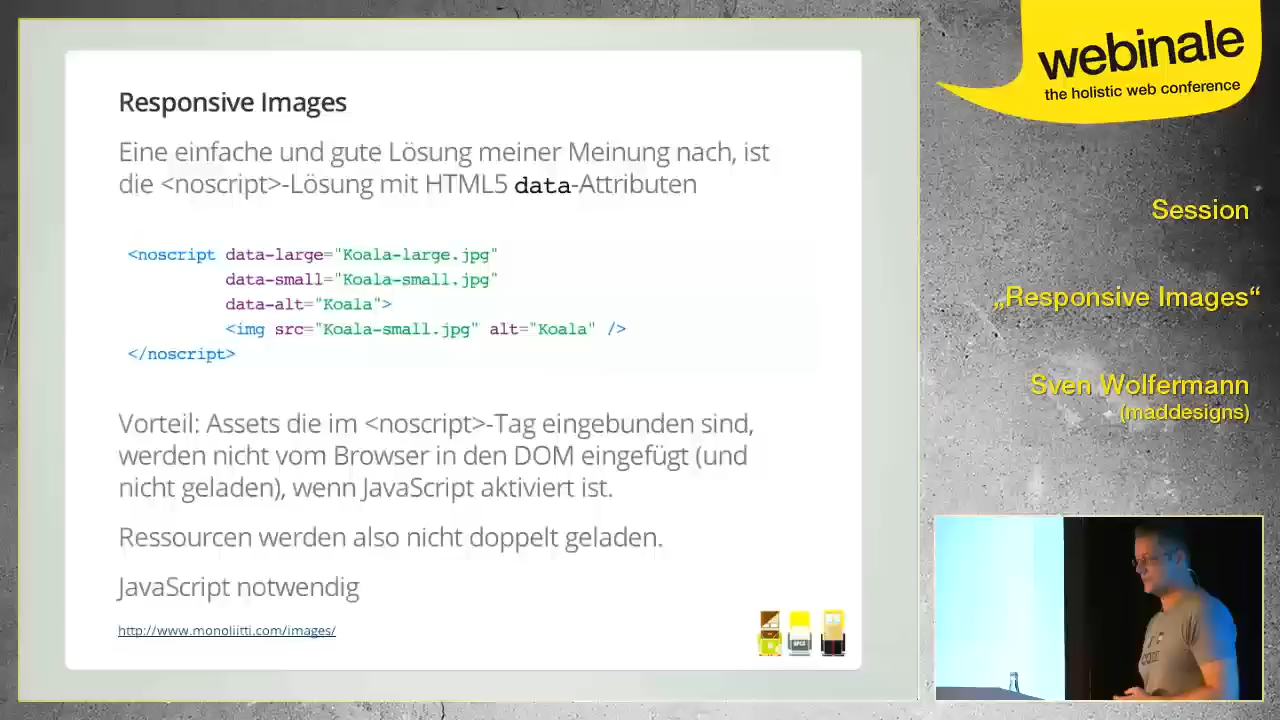 Responsive Images
Eine einfache und gute Lösung meiner Meinung nach, ist
die <noscript>-Lösung mit HTML5 data-Attributen
<noscript data-large="Koala-large.jpg"
data-small="Koala-small.jpg"
data-alt="Koala">
<img src="Koala-small.jpg" alt="Koala" />
</noscript>
Vorteil: Assets die im <noscript>-Tag eingebunden sind,
werden nicht vom Browser in den DOM eingefügt (und
nicht geladen), wenn JavaScript aktiviert ist.
Ressourcen werden also nicht doppelt geladen.
JavaScript notwendig
http://www.monoliitti.com/images/
webinale
the holistic web conference
Session
„Responsive Images“
Sven Wolfermann
(maddesigns)